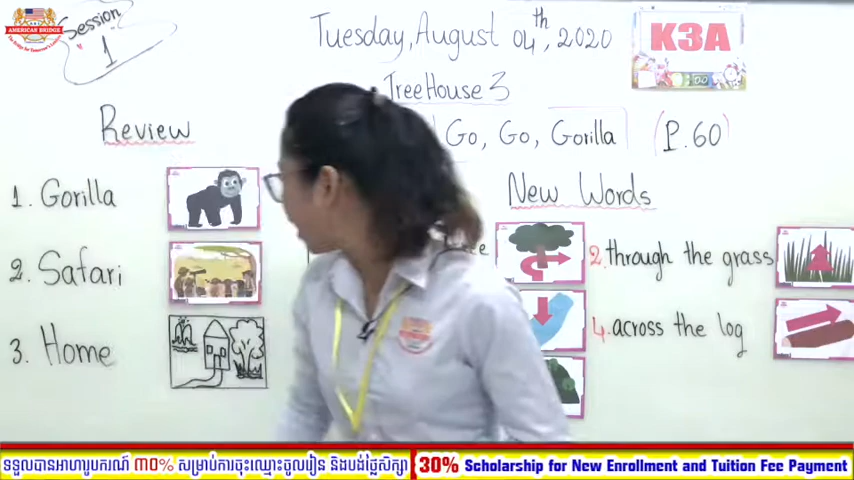 AMERICAN BRIDGE
Session
1
Tuesday, August 04th, 2020
K3A
TreeHouse 3
Go, Go, Gorilla
(P. 60)
Review
New Words
1. Gorilla
2. Safari
3. Home
2. through the grass
4. across the log
AMERICAN BRIDGE
ទទួលបានអាហារូបករណ៍ ៣០% សម្រាប់ការចុះឈ្មោះចូលរៀន និងបង់ថ្លៃសិក្សា
30% Scholarship for New Enrollment and Tuition Fee Payment